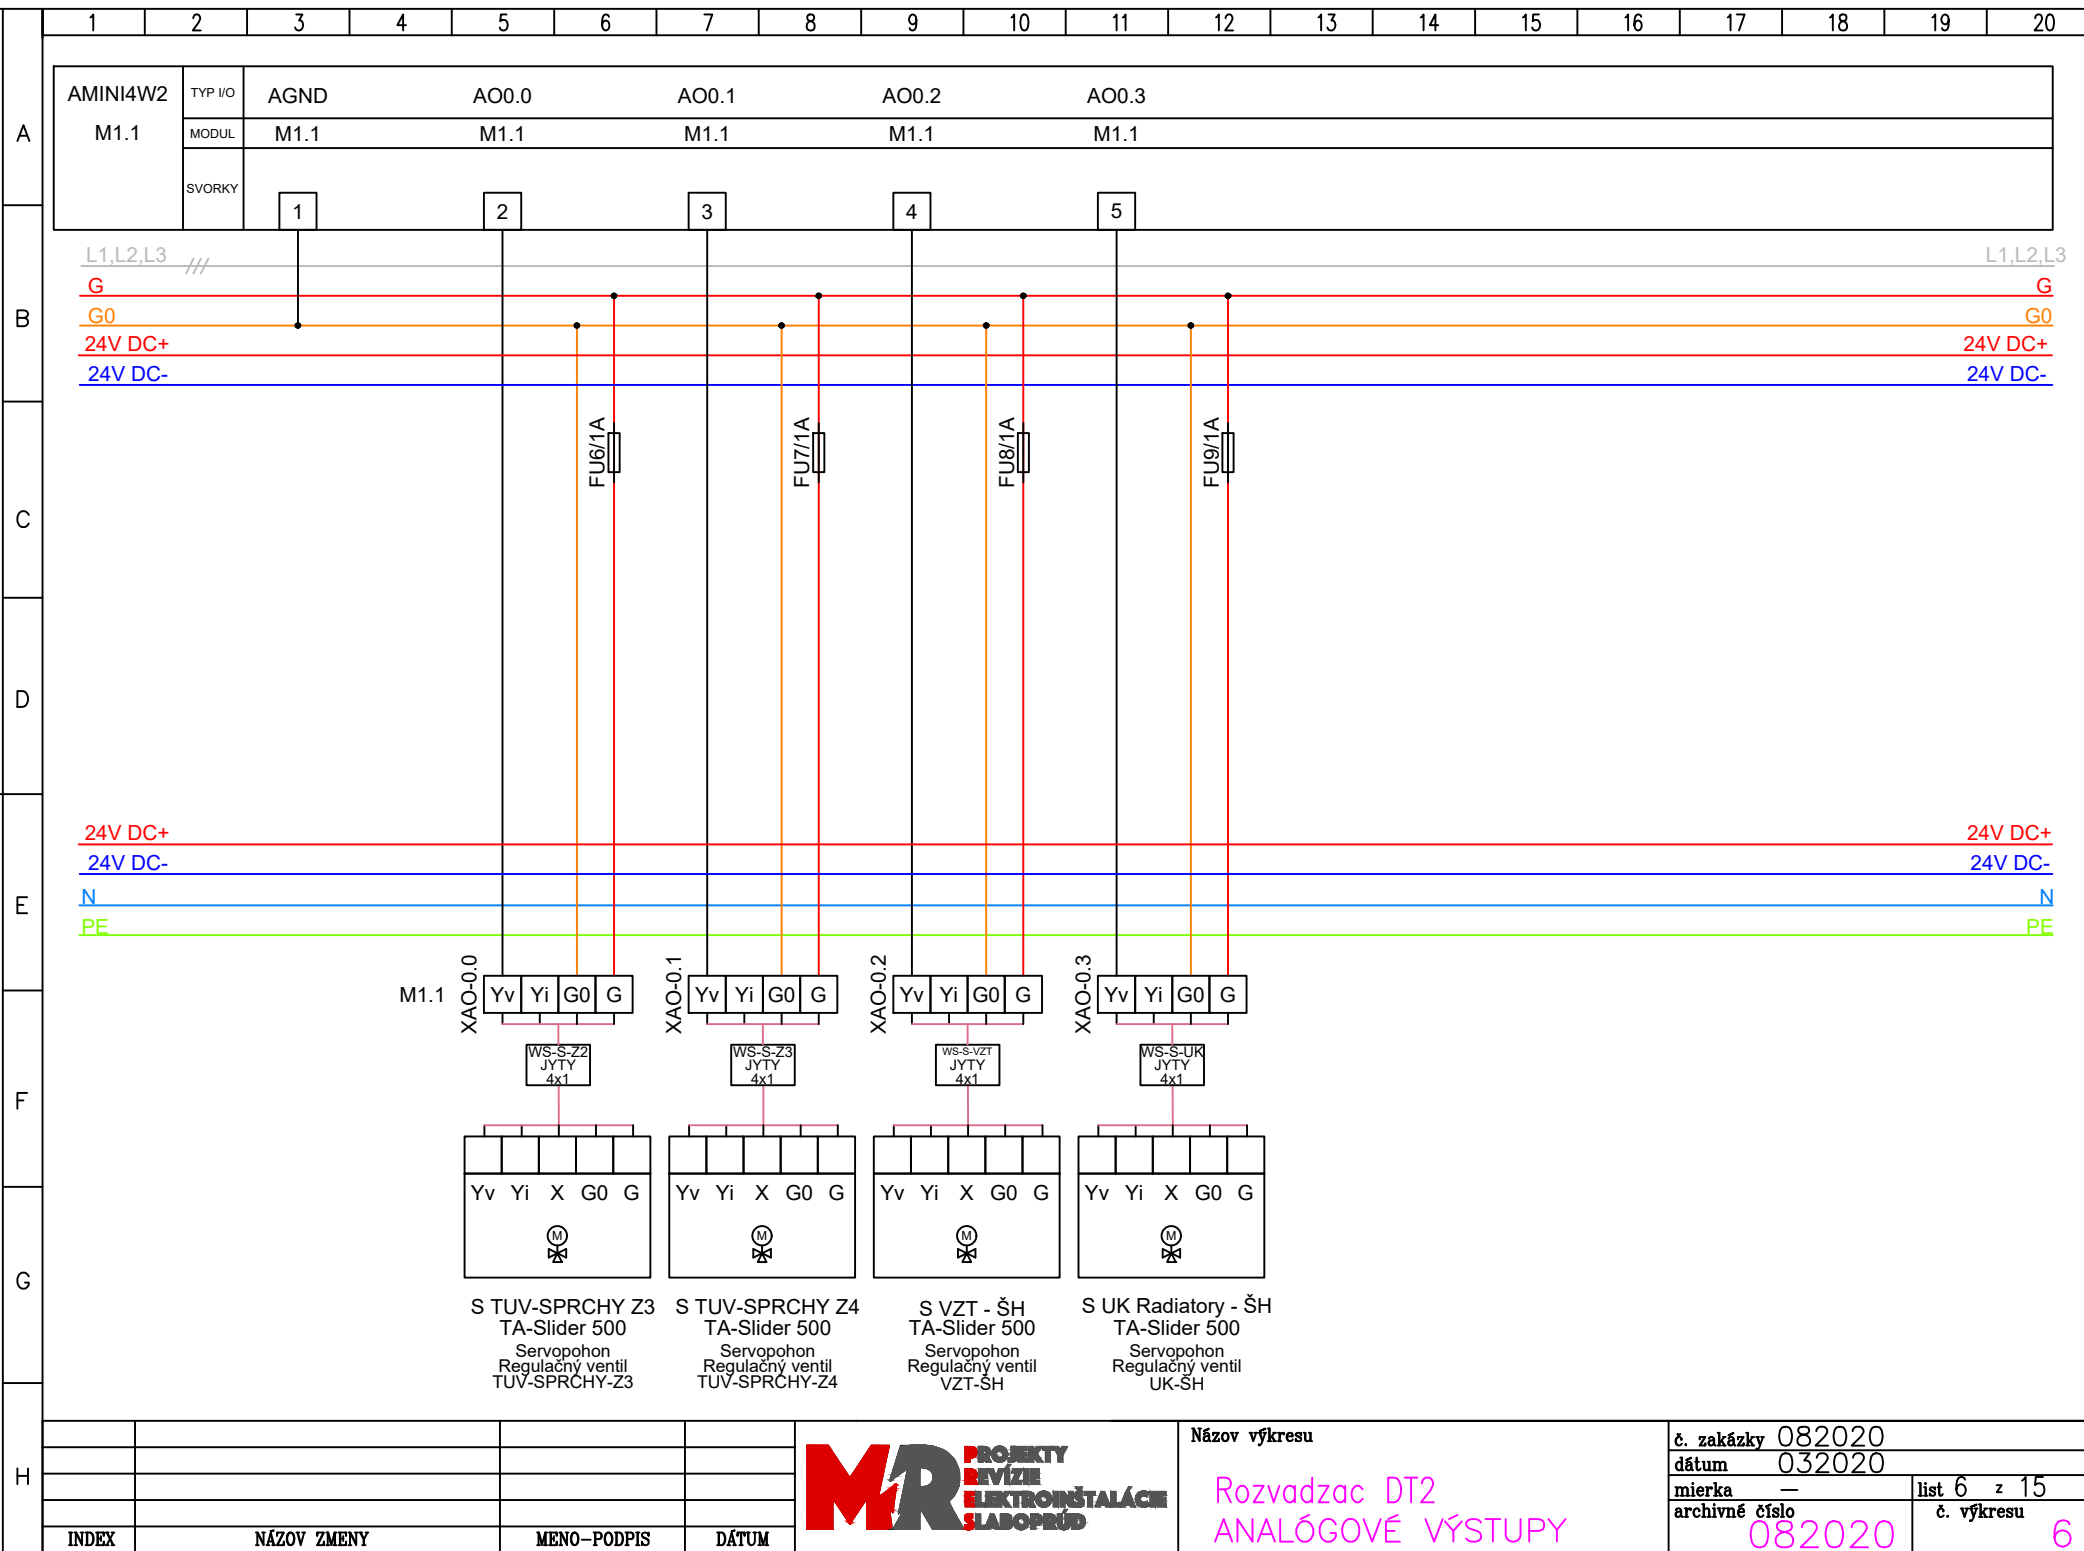 1 2 3 4 5 6 7 8 9 10 11 12 13 14 15 16 17 18 19 20
AMINI4W2 TYP I/O AGND AO0.0 AO0.1 AO0.2 AO0.3
A M1.1 MODUL M1.1 M1.1 M1.1 M1.1 M1.1
SVORKY
1 2 3 4 5
L1,L2,L3 L1,L2,L3
G G
B G0 G0
24V DC+ 24V DC+
24V DC- 24V DC-
FU6/1A FU7/1A FU8/1A FU9/1A
C
D
24V DC+ 24V DC+
24V DC- 24V DC-
E N N
PE PE
M1.1 XAO-0.0 Yv Yi G0 G XAO-0.1 Yv Yi G0 G XAO-0.2 Yv Yi G0 G XAO-0.3 Yv Yi G0 G
WS-S-Z2 WS-S-Z3 WS-S-VZT WS-S-UK
JYTY JYTY JYTY JYTY
4x1 4x1 4x1 4x1
F
Yv Yi X G0 G Yv Yi X G0 G Yv Yi X G0 G Yv Yi X G0 G
M M M M
G
S TUV-SPRCHY Z3 S TUV-SPRCHY Z4 S VZT - ŠH S UK Radiatory - ŠH
TA-Slider 500 TA-Slider 500 TA-Slider 500 TA-Slider 500
Servopohon Servopohon Servopohon Servopohon
Regulačný ventil Regulačný ventil Regulačný ventil Regulačný ventil
TUV-SPRCHY-Z3 TUV-SPRCHY-Z4 VZT-ŠH UK-ŠH
H
INDEX NÁZOV ZMENY MENO-PODPIS DÁTUM
MR
PROJEKTY
REVÍZIE
ELEKTROINŠTALÁCIE
SLABOPRÚD
Názov výkresu
Rozvadzac DT2
ANALÓGOVÉ VÝSTUPY
č. zakázky 082020
dátum 032020
mierka – list 6 z 15
archivné číslo č. výkresu
082020 6